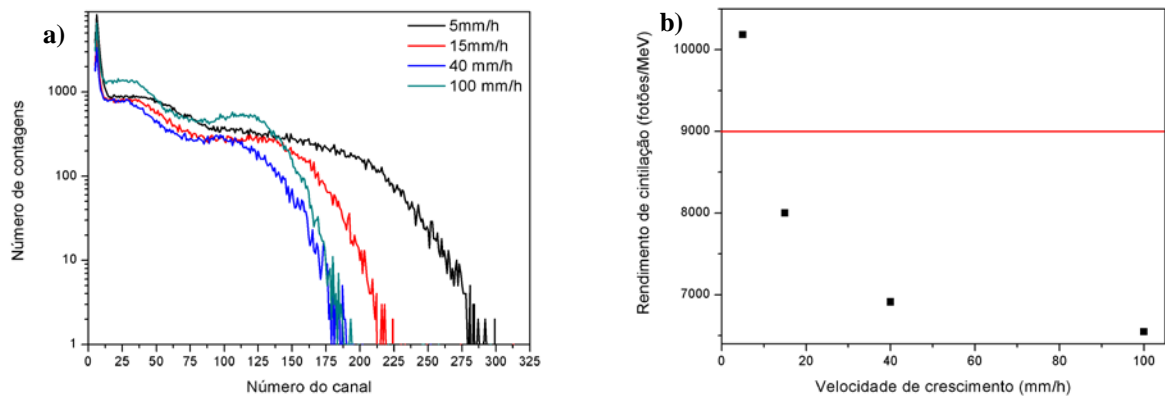 a)
5mm/h
15mm/h
40 mm/h
100 mm/h
Número de contagens
1000
100
10
1
0 25 50 75 100 125 150 175 200 225 250 275 300 325
Número do canal
b)
Rendimento de cintilação (fotões/MeV)
10000
9000
8000
7000
0 20 40 60 80 100
Velocidade de crescimento (mm/h)